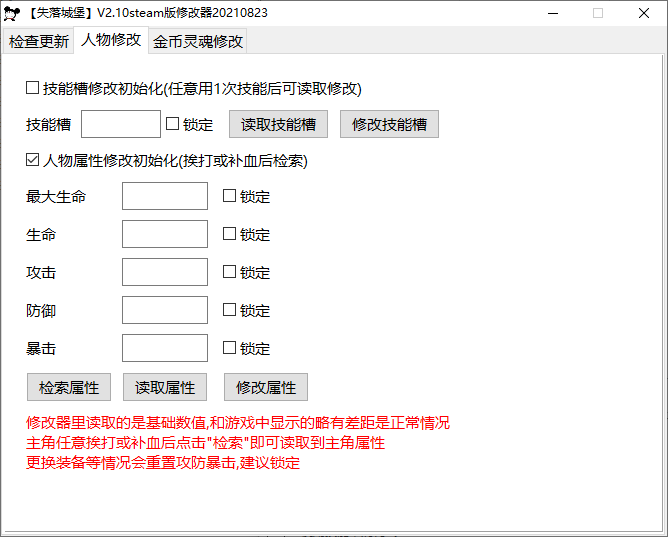 【失落城堡】V2.10steam版修改器20210823
检查更新 人物修改 金币灵魂修改
技能槽修改初始化(任意用1次技能后可读取修改)
技能槽 锁定 读取技能槽 修改技能槽
人物属性修改初始化(挨打或补血后检索)
最大生命 锁定
生命 锁定
攻击 锁定
防御 锁定
暴击 锁定
检索属性 读取属性 修改属性
修改器里读取的是基础数值,和游戏中显示的略有差距是正常情况
主角任意挨打或补血后点击"检索"即可读取到主角属性
更换装备等情况会重置攻防暴击,建议锁定